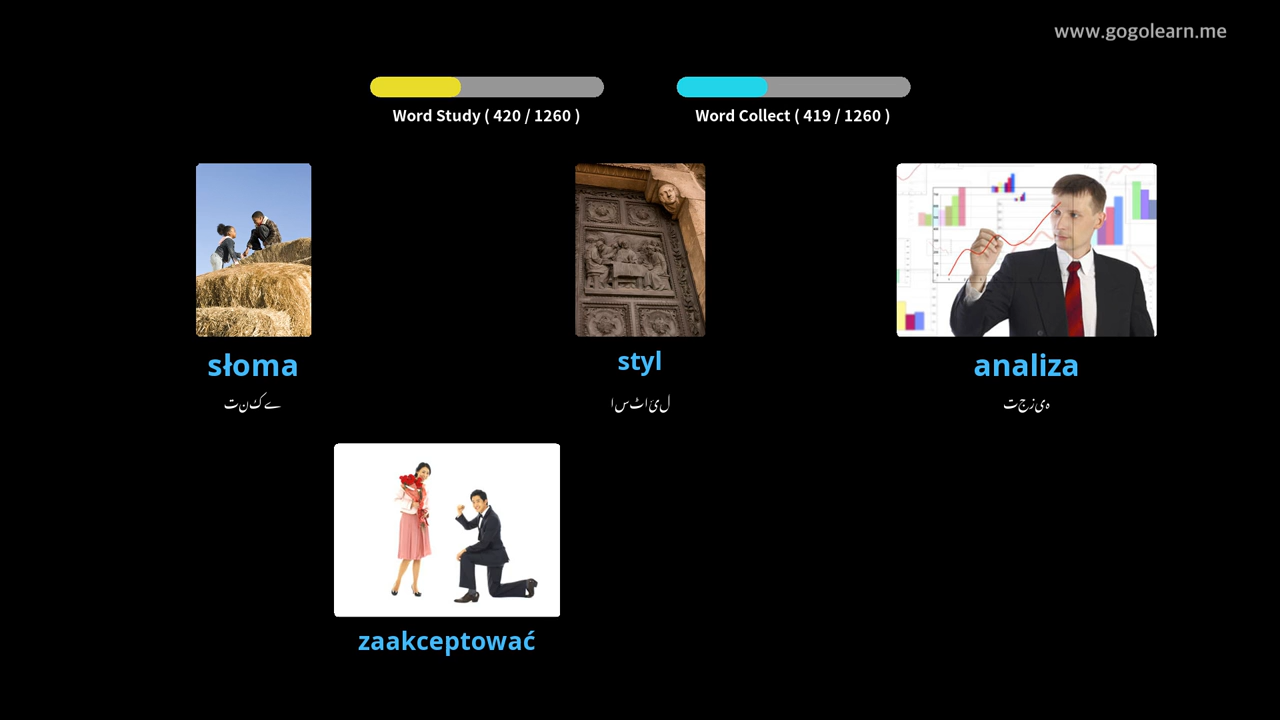 www.gogolearn.me
Word Study ( 420 / 1260 )
Word Collect ( 419 / 1260 )
słoma
تنکے
styl
اسٹائل
analiza
تجزیہ
zaakceptować